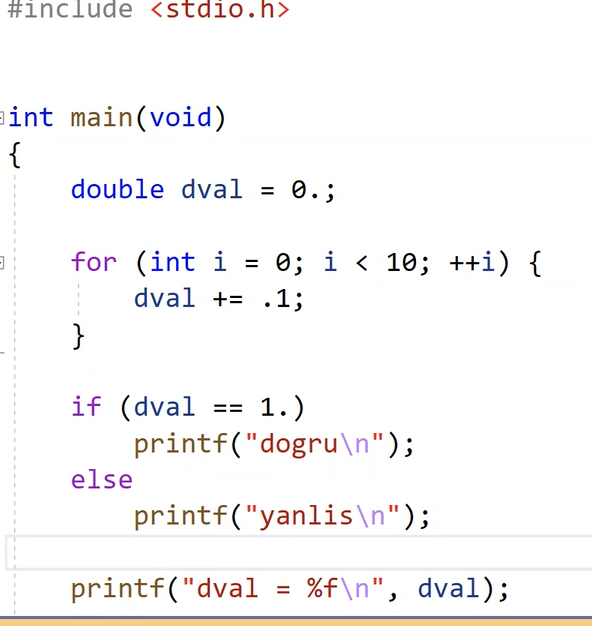 #include <stdio.h>
int main(void)
{
double dval = 0.;
for (int i = 0; i < 10; ++i) {
dval += .1;
}
if (dval == 1.)
printf("dogru\n");
else
printf("yanlis\n");
printf("dval = %f\n", dval);